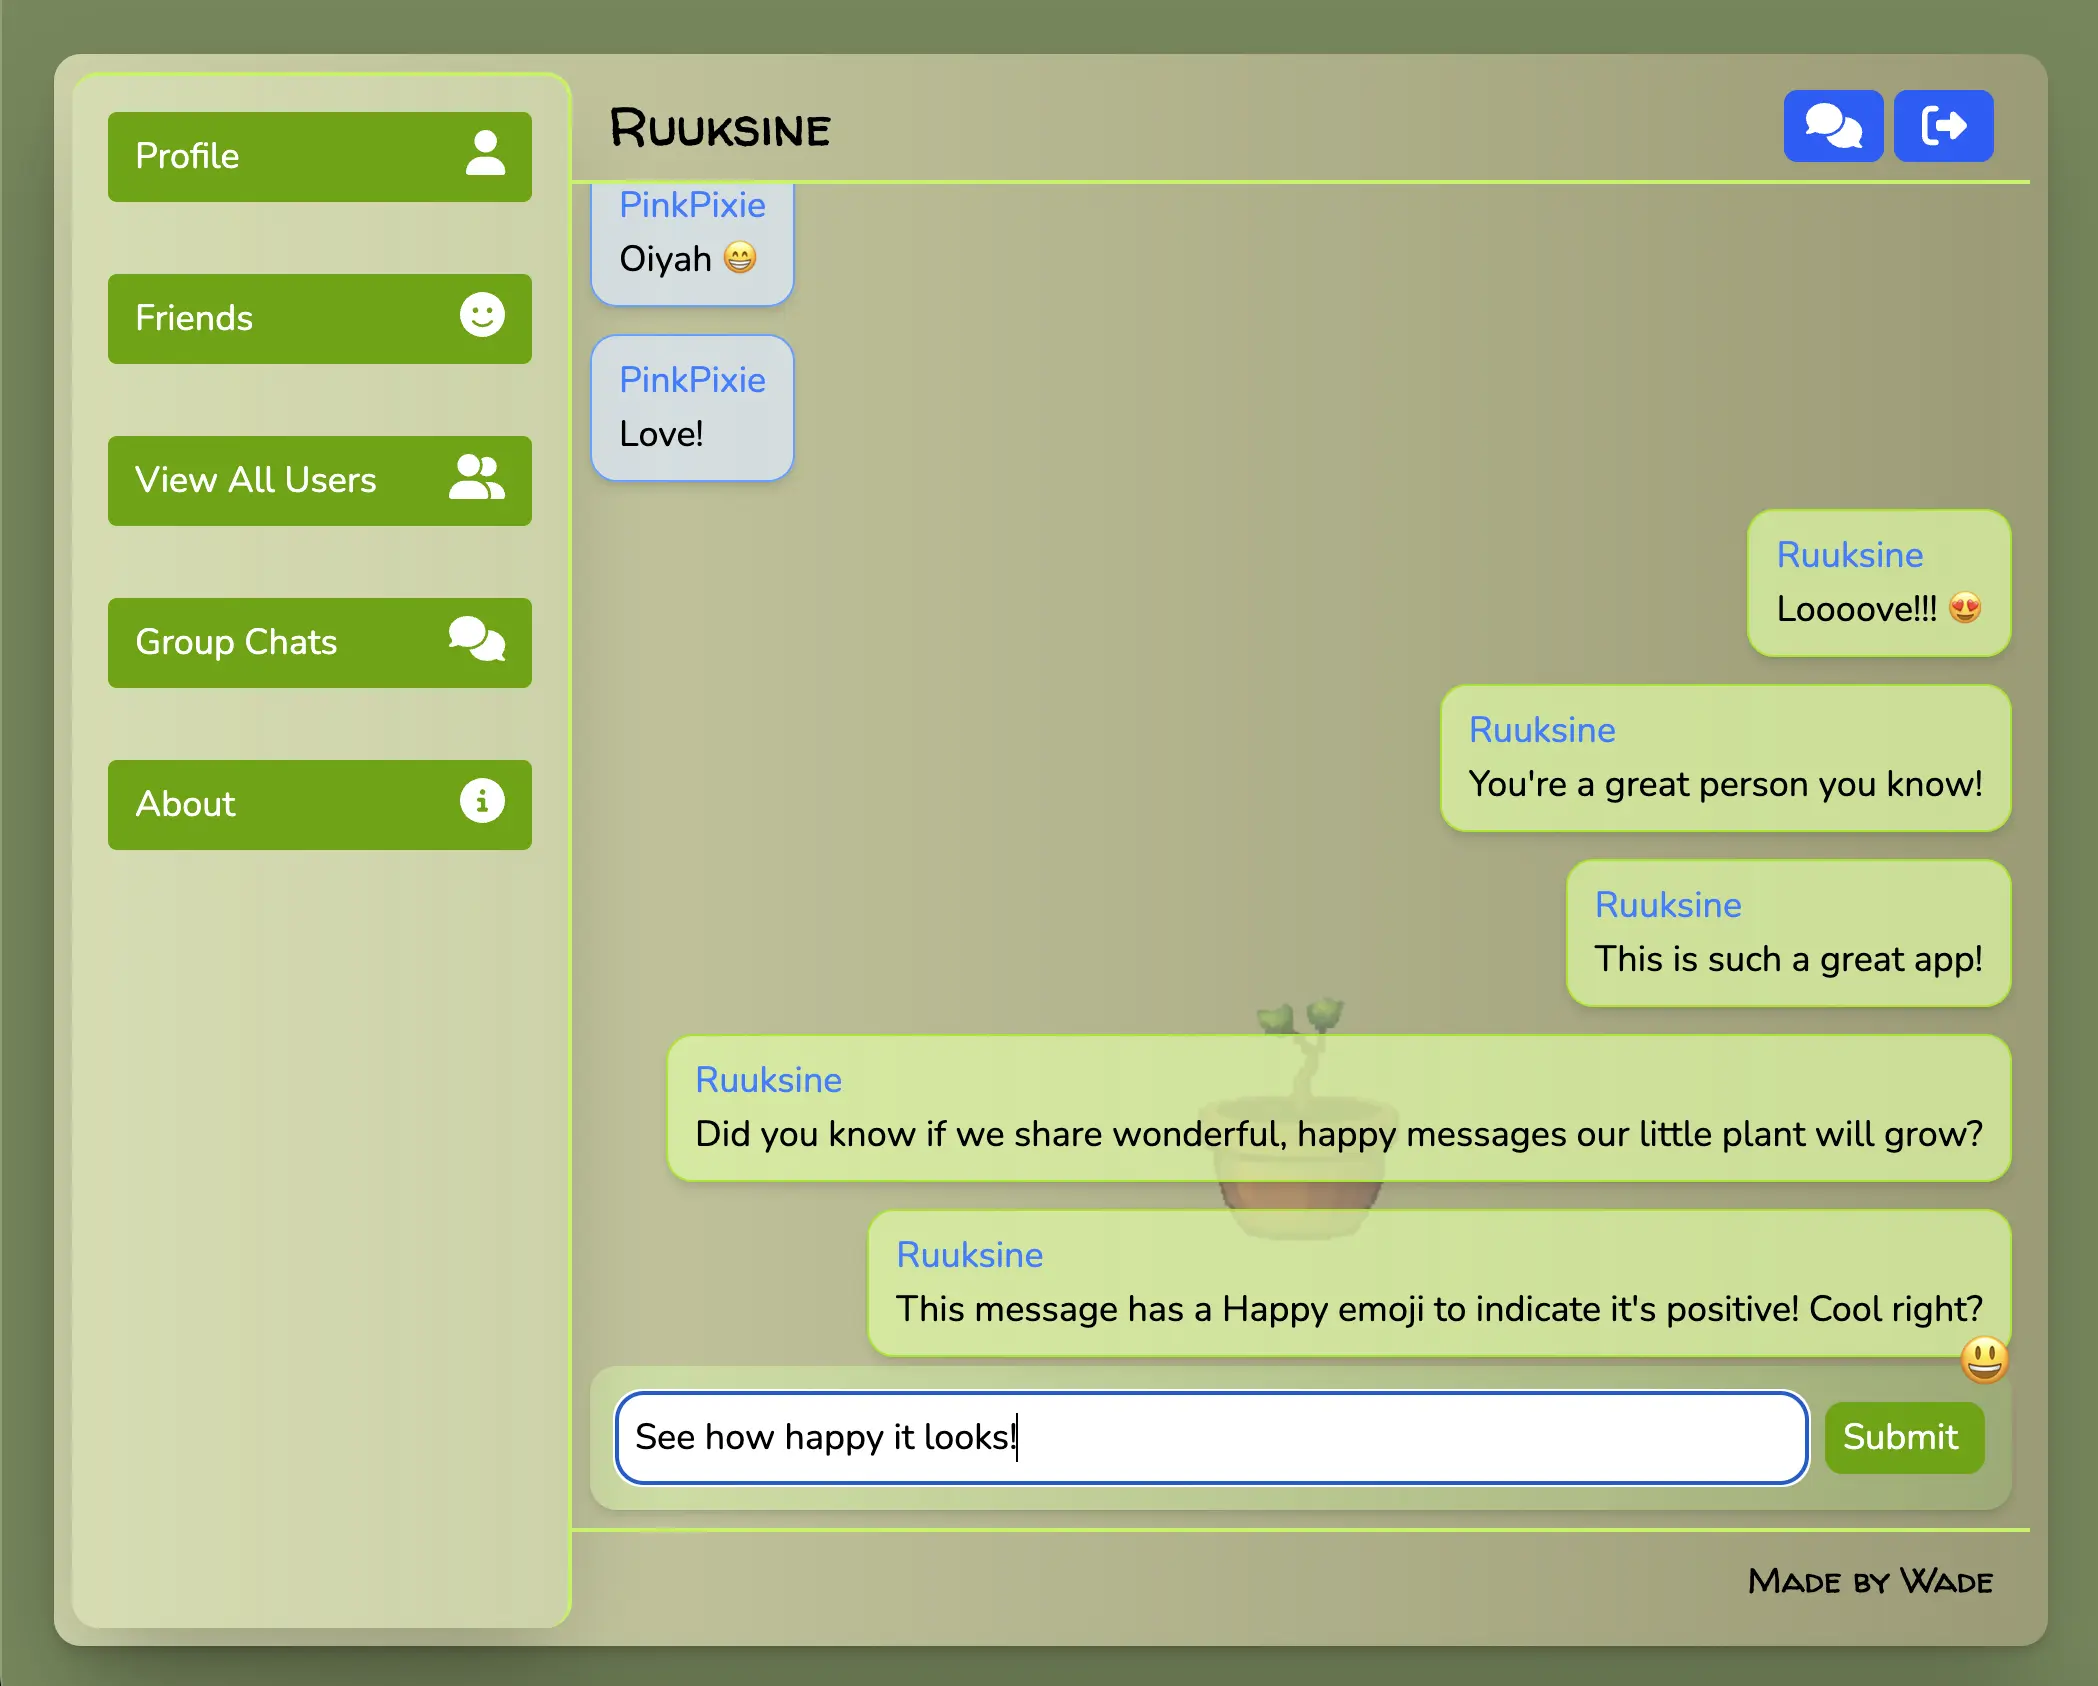 Profile
Friends
View All Users
Group Chats
About
Ruuksine
PinkPixie
Oiyah 😁
PinkPixie
Love!
Ruuksine
Loooove!!! 😍
Ruuksine
You're a great person you know!
Ruuksine
This is such a great app!
Ruuksine
Did you know if we share wonderful, happy messages our little plant will grow?
Ruuksine
This message has a Happy emoji to indicate it's positive! Cool right?
😃
See how happy it looks!
Submit
Made by Wade